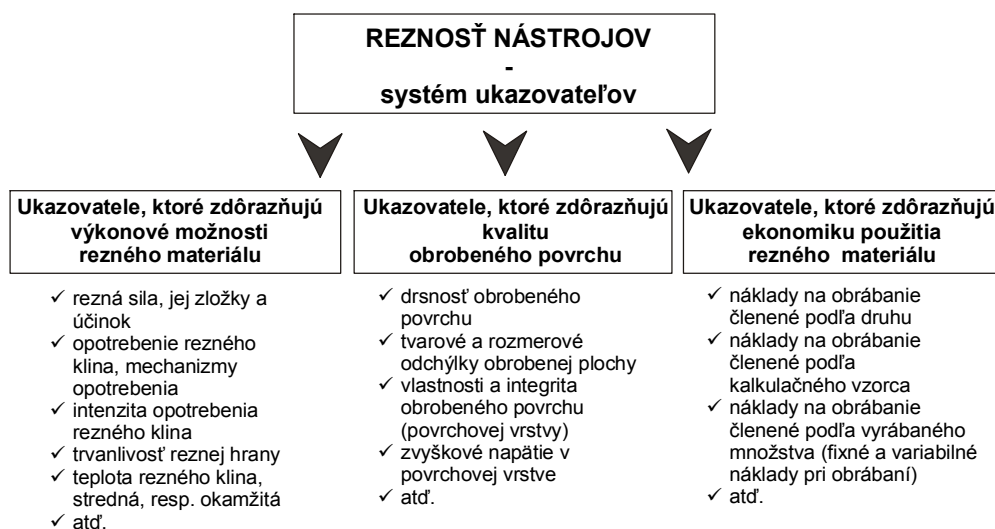 REZNOSŤ NÁSTROJOV
-
systém ukazovateľov
Ukazovatele, ktoré zdôrazňujú
výkonové možnosti
rezného materiálu
✓ rezná sila, jej zložky a
účinok
✓ opotrebenie rezného
klina, mechanizmy
opotrebenia
✓ intenzita opotrebenia
rezného klina
✓ trvanlivosť reznej hrany
✓ teplota rezného klina,
stredná, resp. okamžitá
✓ atď.
Ukazovatele, ktoré zdôrazňujú
kvalitu
obrobeného povrchu
✓ drsnosť obrobeného
povrchu
✓ tvarové a rozmerové
odchýlky obrobenej plochy
✓ vlastnosti a integrita
obrobeného povrchu
(povrchovej vrstvy)
✓ zvyškové napätie v
povrchovej vrstve
✓ atď.
Ukazovatele, ktoré zdôrazňujú
ekonomiku použitia
rezného materiálu
✓ náklady na obrábanie
členené podľa druhu
✓ náklady na obrábanie
členené podľa
kalkulačného vzorca
✓ náklady na obrábanie
členené podľa vyrábaného
množstva (fixné a variabilné
náklady pri obrábaní)
✓ atď.